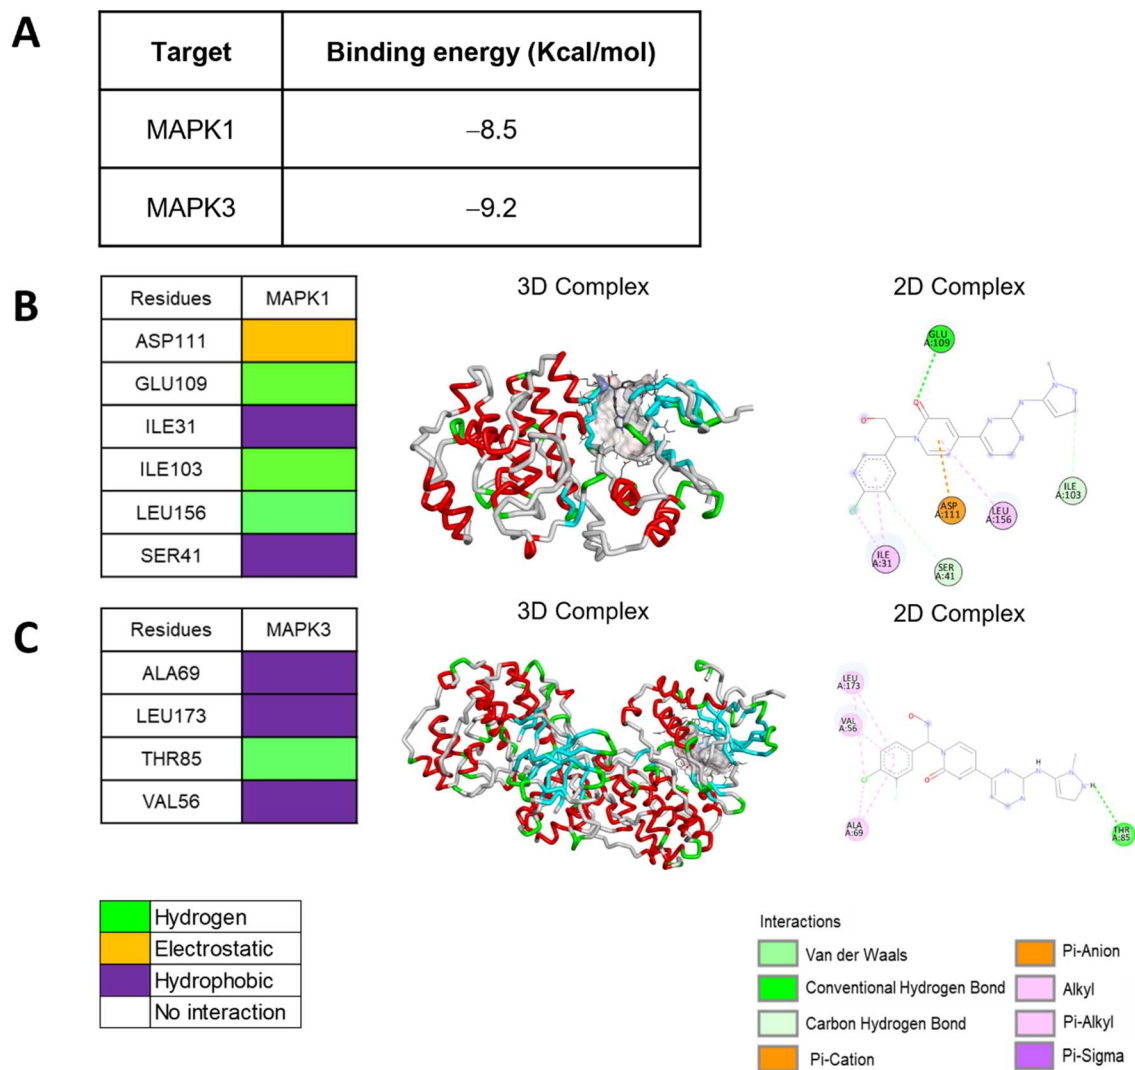 A
Target Binding energy (Kcal/mol)
MAPK1 –8.5
MAPK3 –9.2
B
Residues MAPK1
ASP111
GLU109
ILE31
ILE103
LEU156
SER41
3D Complex
2D Complex
GLU
A:109
O
O
N
N
N
N
N
N
ASP
A:111
LEU
A:156
ILE
A:103
ILE
A:31
SER
A:41
C
Residues MAPK3
ALA69
LEU173
THR85
VAL56
3D Complex
2D Complex
LEU
A:173
VAL
A:56
O
N
Cl
O
N
N
H
N
N
N
H
ALA
A:69
THR
A:85
Hydrogen
Electrostatic
Hydrophobic
No interaction
Interactions
Van der Waals
Conventional Hydrogen Bond
Carbon Hydrogen Bond
Pi-Cation
Pi-Anion
Alkyl
Pi-Alkyl
Pi-Sigma